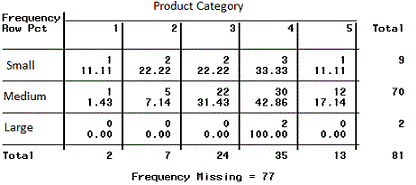 Product Category
Frequency
Row Pct 1 2 3 4 5 Total
Small 1 2 2 3 1 9
11.11 22.22 22.22 33.33 11.11
Medium 1 5 22 30 12 70
1.43 7.14 31.43 42.86 17.14
Large 0 0 0 2 0 2
0.00 0.00 0.00 100.00 0.00
Total 2 7 24 35 13 81
Frequency Missing = 77